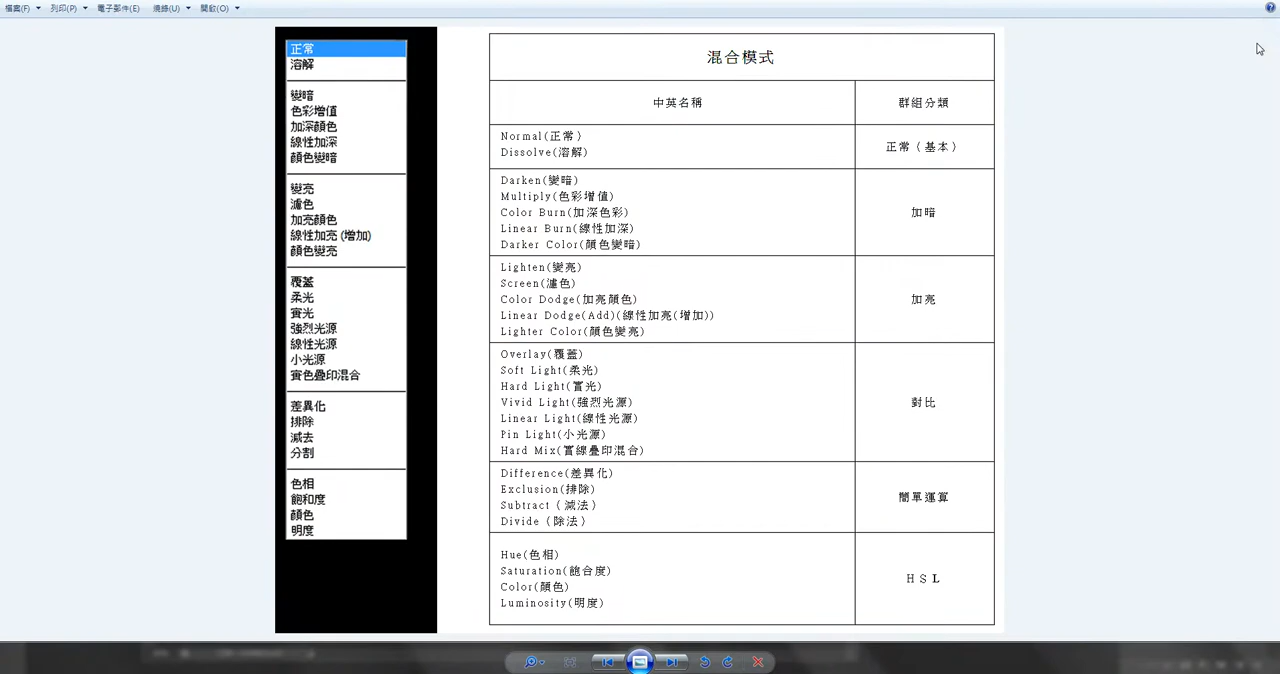 檔案(F) 列印(P) 電子郵件(E) 燒錄(U) 開啟(O)
正常
溶解
變暗
色彩增值
加深顏色
線性加深
顏色變暗
變亮
濾色
加亮顏色
線性加亮 (增加)
顏色變亮
覆蓋
柔光
實光
強烈光源
線性光源
小光源
實色疊印混合
差異化
排除
減去
分割
色相
飽和度
顏色
明度
混合模式
中英名稱 群組分類
Normal(正常)
Dissolve(溶解)
正常(基本)
Darken(變暗)
Multiply(色彩增值)
Color Burn(加深色彩)
Linear Burn(線性加深)
Darker Color(顏色變暗)
加暗
Lighten(變亮)
Screen(濾色)
Color Dodge(加亮顏色)
Linear Dodge(Add)(線性加亮(增加))
Lighter Color(顏色變亮)
加亮
Overlay(覆蓋)
Soft Light(柔光)
Hard Light(實光)
Vivid Light(強烈光源)
Linear Light(線性光源)
Pin Light(小光源)
Hard Mix(實線疊印混合)
對比
Difference(差異化)
Exclusion(排除)
Subtract(減法)
Divide(除法)
簡單運算
Hue(色相)
Saturation(飽合度)
Color(顏色)
Luminosity(明度)
HSL